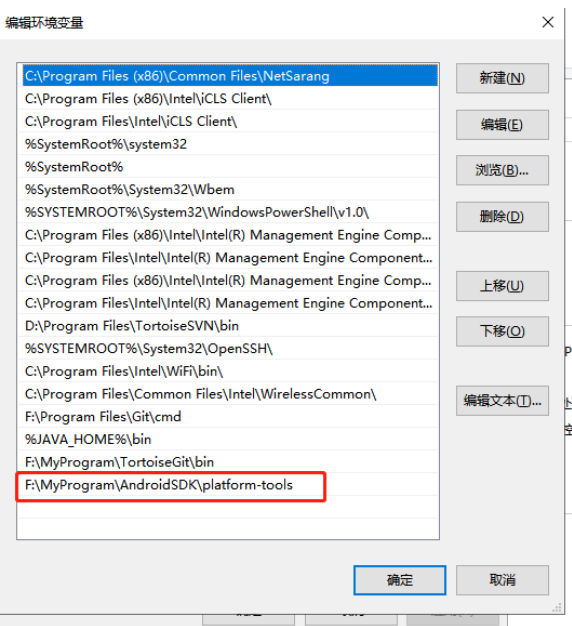 编辑环境变量
C:\Program Files (x86)\Common Files\NetSarang
C:\Program Files (x86)\Intel\iCLS Client\
C:\Program Files\Intel\iCLS Client\
%SystemRoot%\system32
%SystemRoot%
%SystemRoot%\System32\Wbem
%SYSTEMROOT%\System32\WindowsPowerShell\v1.0\
C:\Program Files (x86)\Intel\Intel(R) Management Engine Comp...
C:\Program Files\Intel\Intel(R) Management Engine Component...
C:\Program Files (x86)\Intel\Intel(R) Management Engine Comp...
C:\Program Files\Intel\Intel(R) Management Engine Component...
D:\Program Files\TortoiseSVN\bin
%SYSTEMROOT%\System32\OpenSSH\
C:\Program Files\Intel\WiFi\bin\
C:\Program Files\Common Files\Intel\WirelessCommon\
F:\Program Files\Git\cmd
%JAVA_HOME%\bin
F:\MyProgram\TortoiseGit\bin
F:\MyProgram\AndroidSDK\platform-tools
新建(N)
编辑(E)
浏览(B)...
删除(D)
上移(U)
下移(O)
编辑文本(T)...
确定
取消